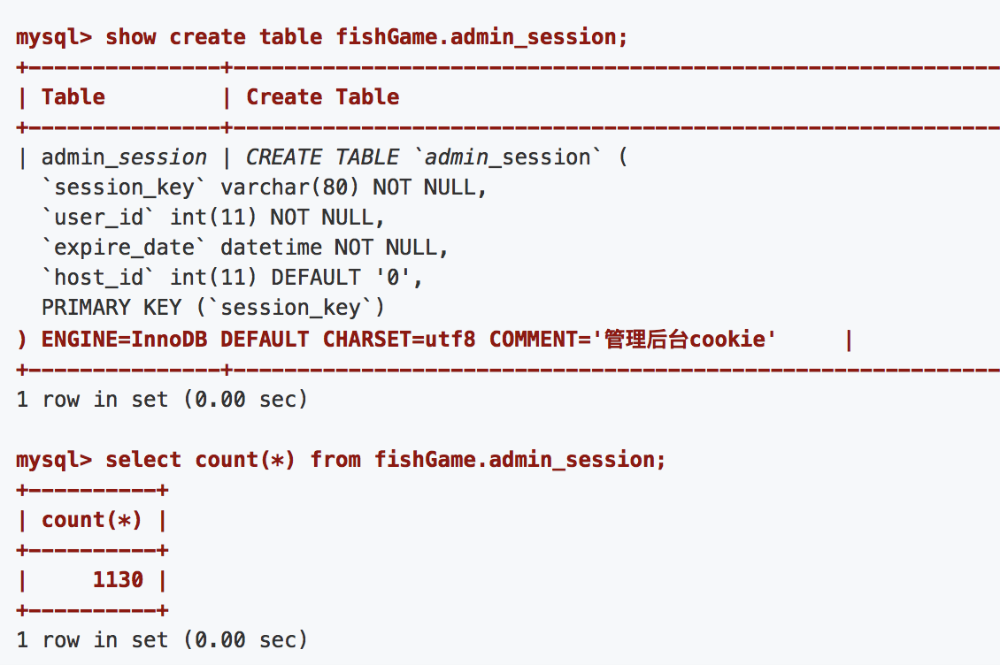 mysql> show create table fishGame.admin_session;
+---------------+------------------------------------------------------------
| Table         | Create Table
+---------------+------------------------------------------------------------
| admin_session | CREATE TABLE `admin_session` (
  `session_key` varchar(80) NOT NULL,
  `user_id` int(11) NOT NULL,
  `expire_date` datetime NOT NULL,
  `host_id` int(11) DEFAULT '0',
  PRIMARY KEY (`session_key`)
) ENGINE=InnoDB DEFAULT CHARSET=utf8 COMMENT='管理后台cookie'     |
+---------------+------------------------------------------------------------
1 row in set (0.00 sec)
mysql> select count(*) from fishGame.admin_session;
+----------+
| count(*) |
+----------+
|     1130 |
+----------+
1 row in set (0.00 sec)